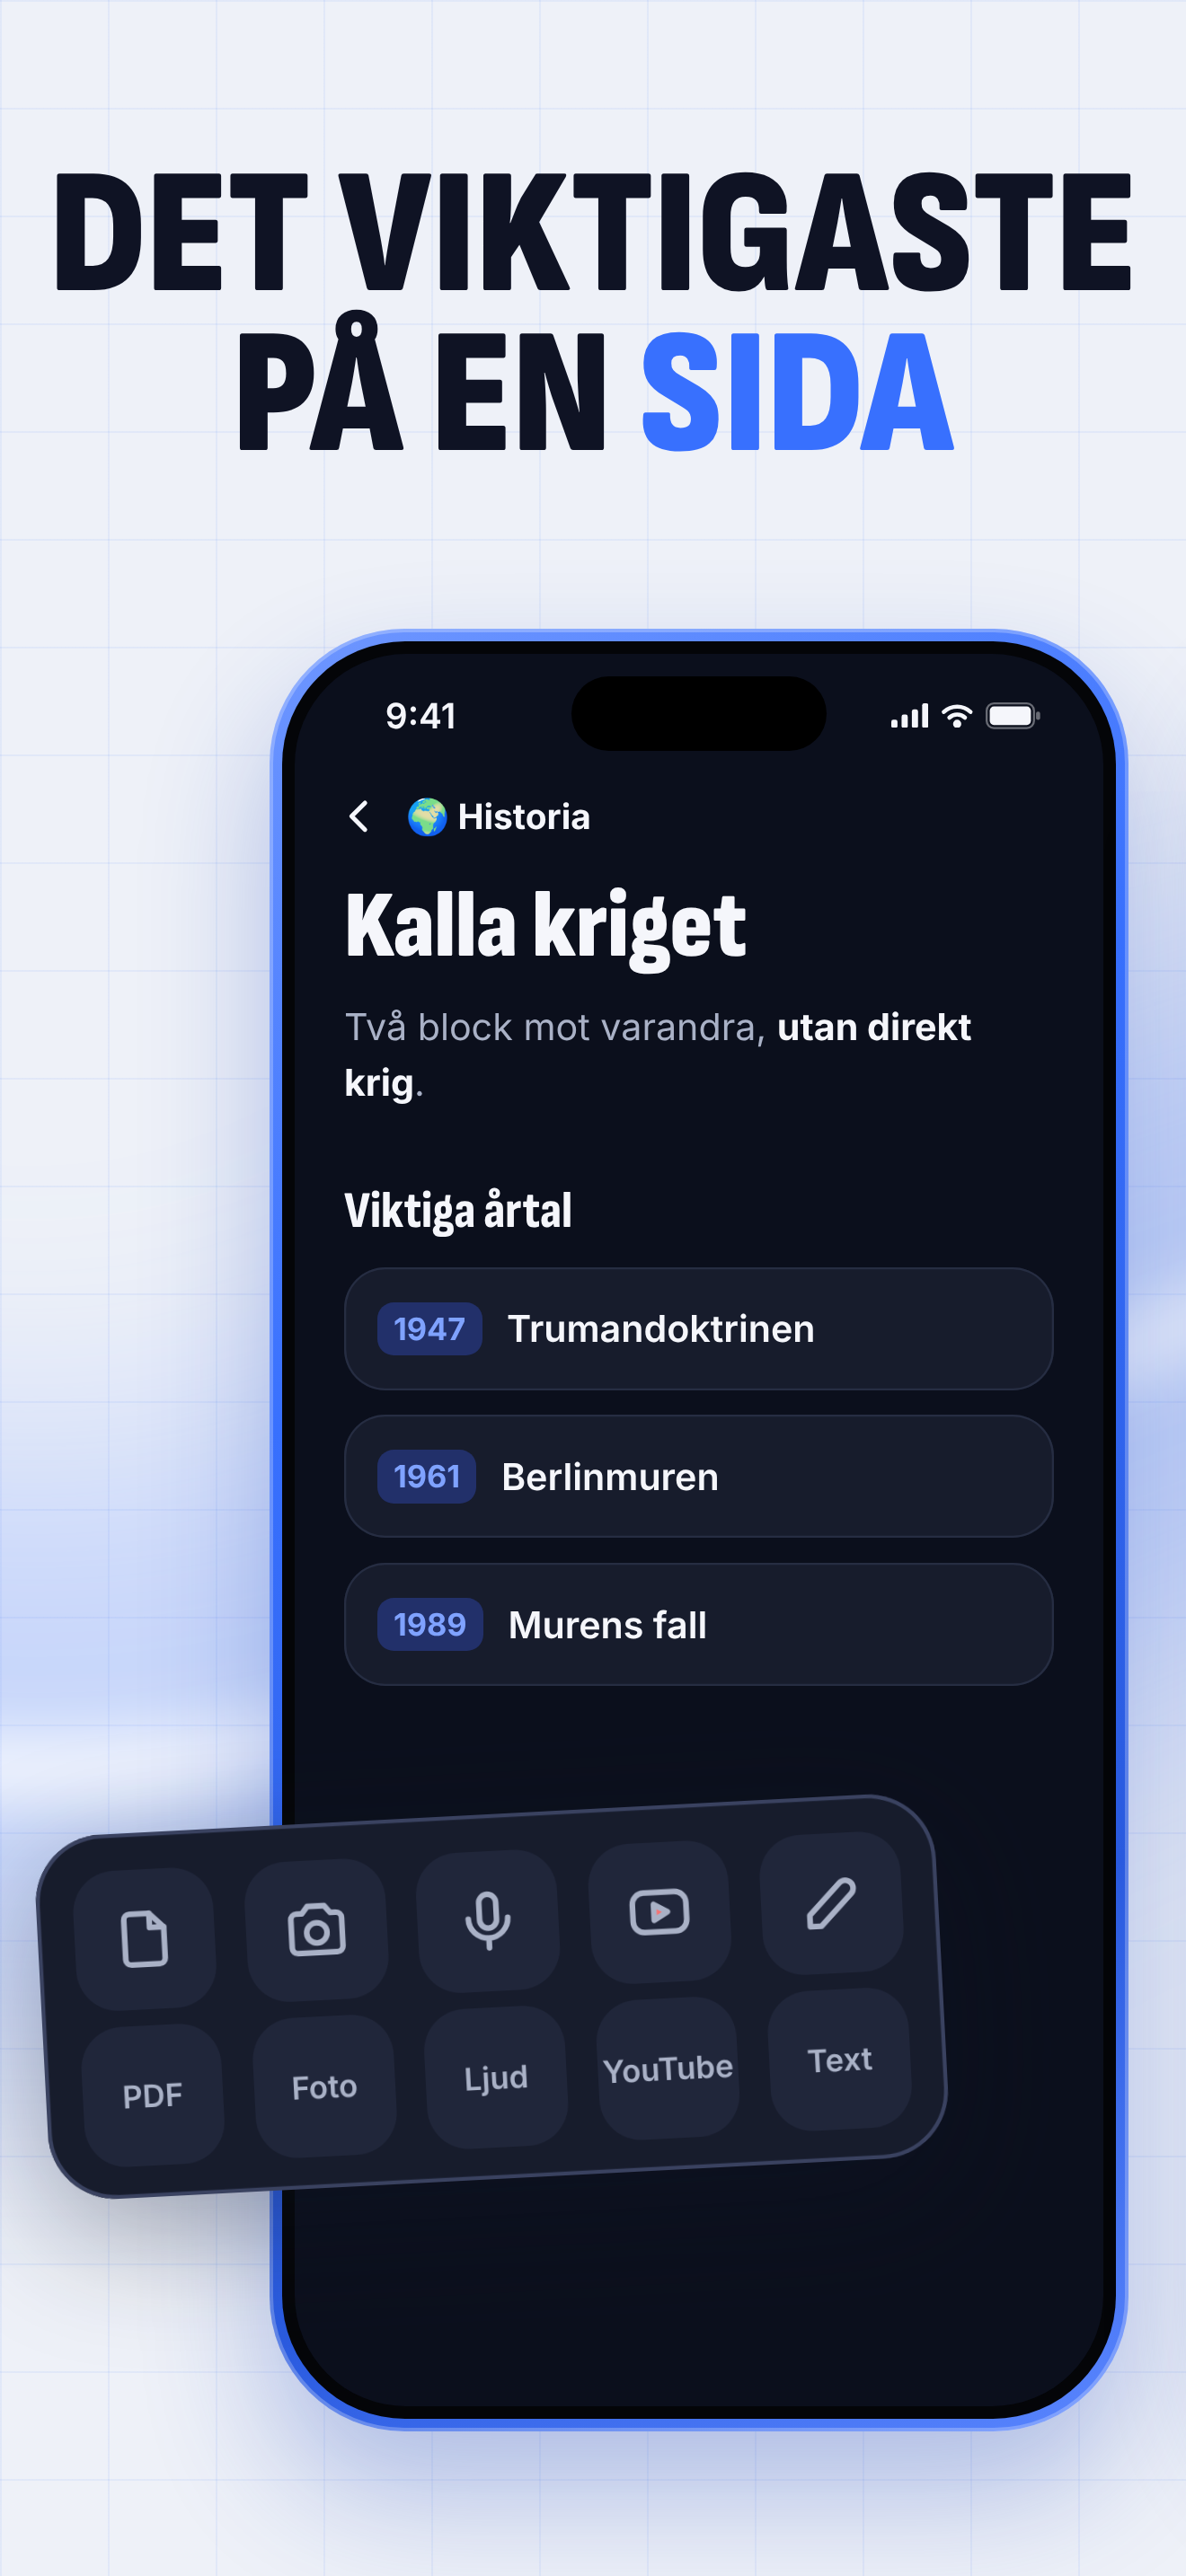 DET VIKTIGASTE
PÅ EN SIDA
9:41
Historia
Kalla kriget
Två block mot varandra, utan direkt
krig.
Viktiga årtal
1947 Trumandoktrinen
1961 Berlinmuren
1989 Murens fall
PDF Foto Ljud YouTube Text